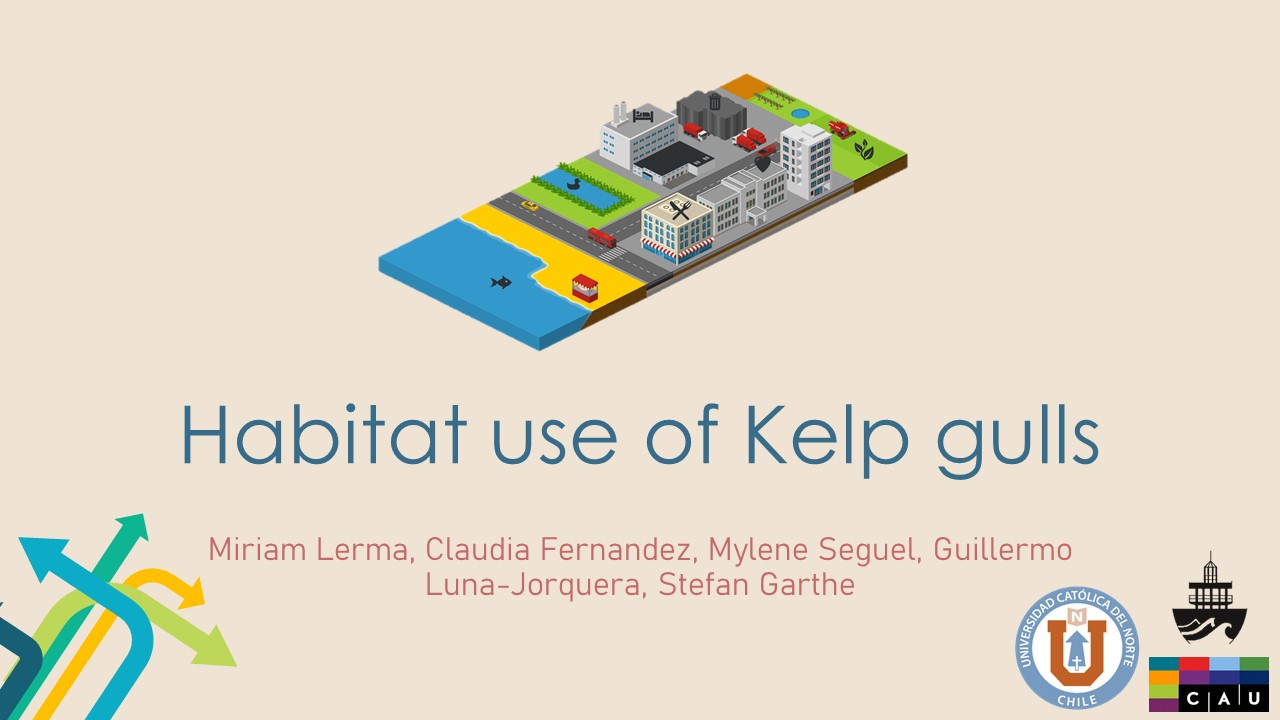 Habitat use of Kelp gulls
Miriam Lerma, Claudia Fernandez, Mylene Seguel, Guillermo
Luna-Jorquera, Stefan Garthe
UNIVERSIDAD CATÓLICA DEL NORTE
N
U
CHILE
C A U